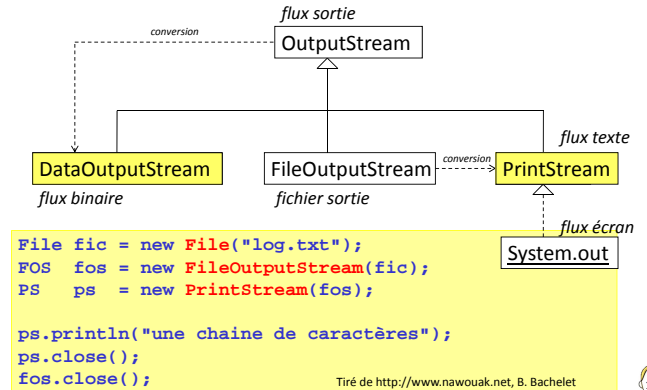 flux sortie
conversion
OutputStream
flux texte
DataOutputStream
FileOutputStream
conversion
PrintStream
flux binaire
fichier sortie
flux écran
System.out
File fic = new File("log.txt");
FOS fos = new FileOutputStream(fic);
PS ps = new PrintStream(fos);
ps.println("une chaine de caractères");
ps.close();
fos.close();
Tiré de http://www.nawouak.net, B. Bachelet